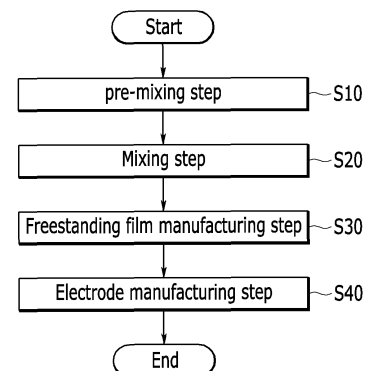 Start
pre-mixing step S10
Mixing step S20
Freestanding film manufacturing step S30
Electrode manufacturing step S40
End